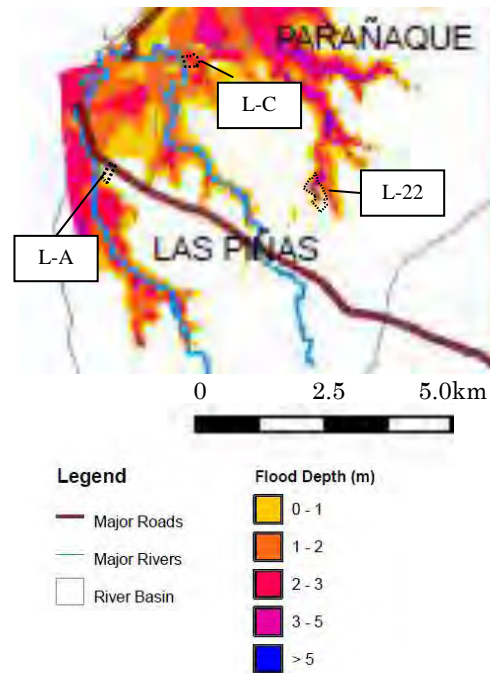 PARAÑAQUE
L-C
L-22
L-A
LAS PIÑAS
0 2.5 5.0km
Legend
Major Roads
Major Rivers
River Basin
Flood Depth (m)
0 - 1
1 - 2
2 - 3
3 - 5
> 5